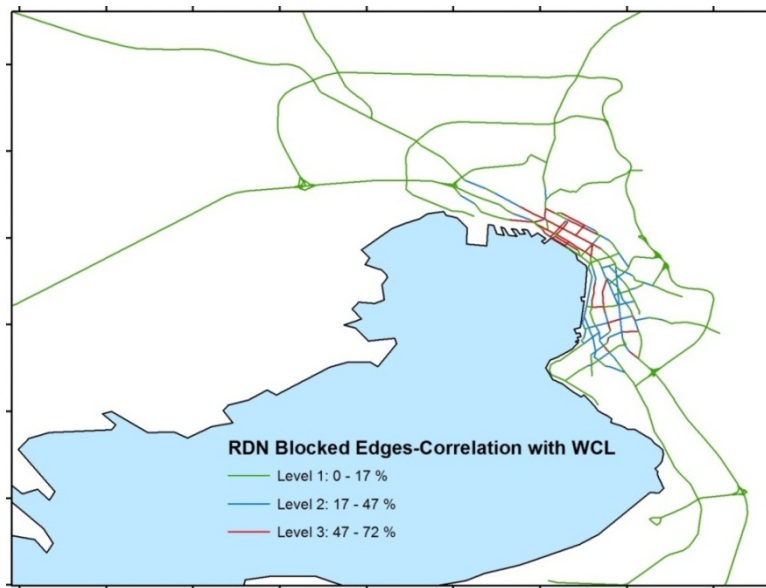 RDN Blocked Edges-Correlation with WCL
Level 1: 0 - 17 %
Level 2: 17 - 47 %
Level 3: 47 - 72 %